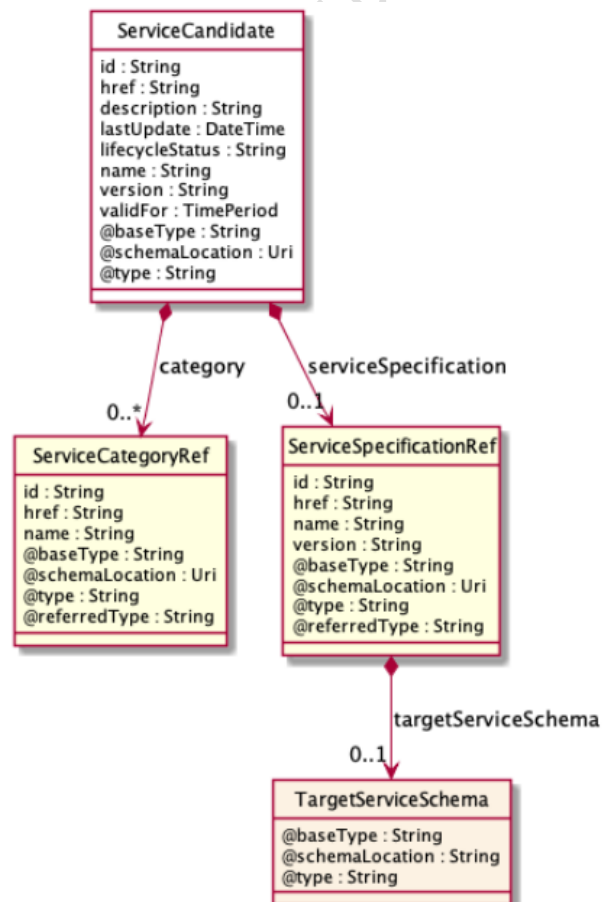 ServiceCandidate
id : String
href : String
description : String
lastUpdate : DateTime
lifecycleStatus : String
name : String
version : String
validFor : TimePeriod
@baseType : String
@schemaLocation : Uri
@type : String
category
serviceSpecification
0..*
0..1
ServiceCategoryRef
id : String
href : String
name : String
@baseType : String
@schemaLocation : Uri
@type : String
@referredType : String
ServiceSpecificationRef
id : String
href : String
name : String
version : String
@baseType : String
@schemaLocation : Uri
@type : String
@referredType : String
targetServiceSchema
0..1
TargetServiceSchema
@baseType : String
@schemaLocation : String
@type : String